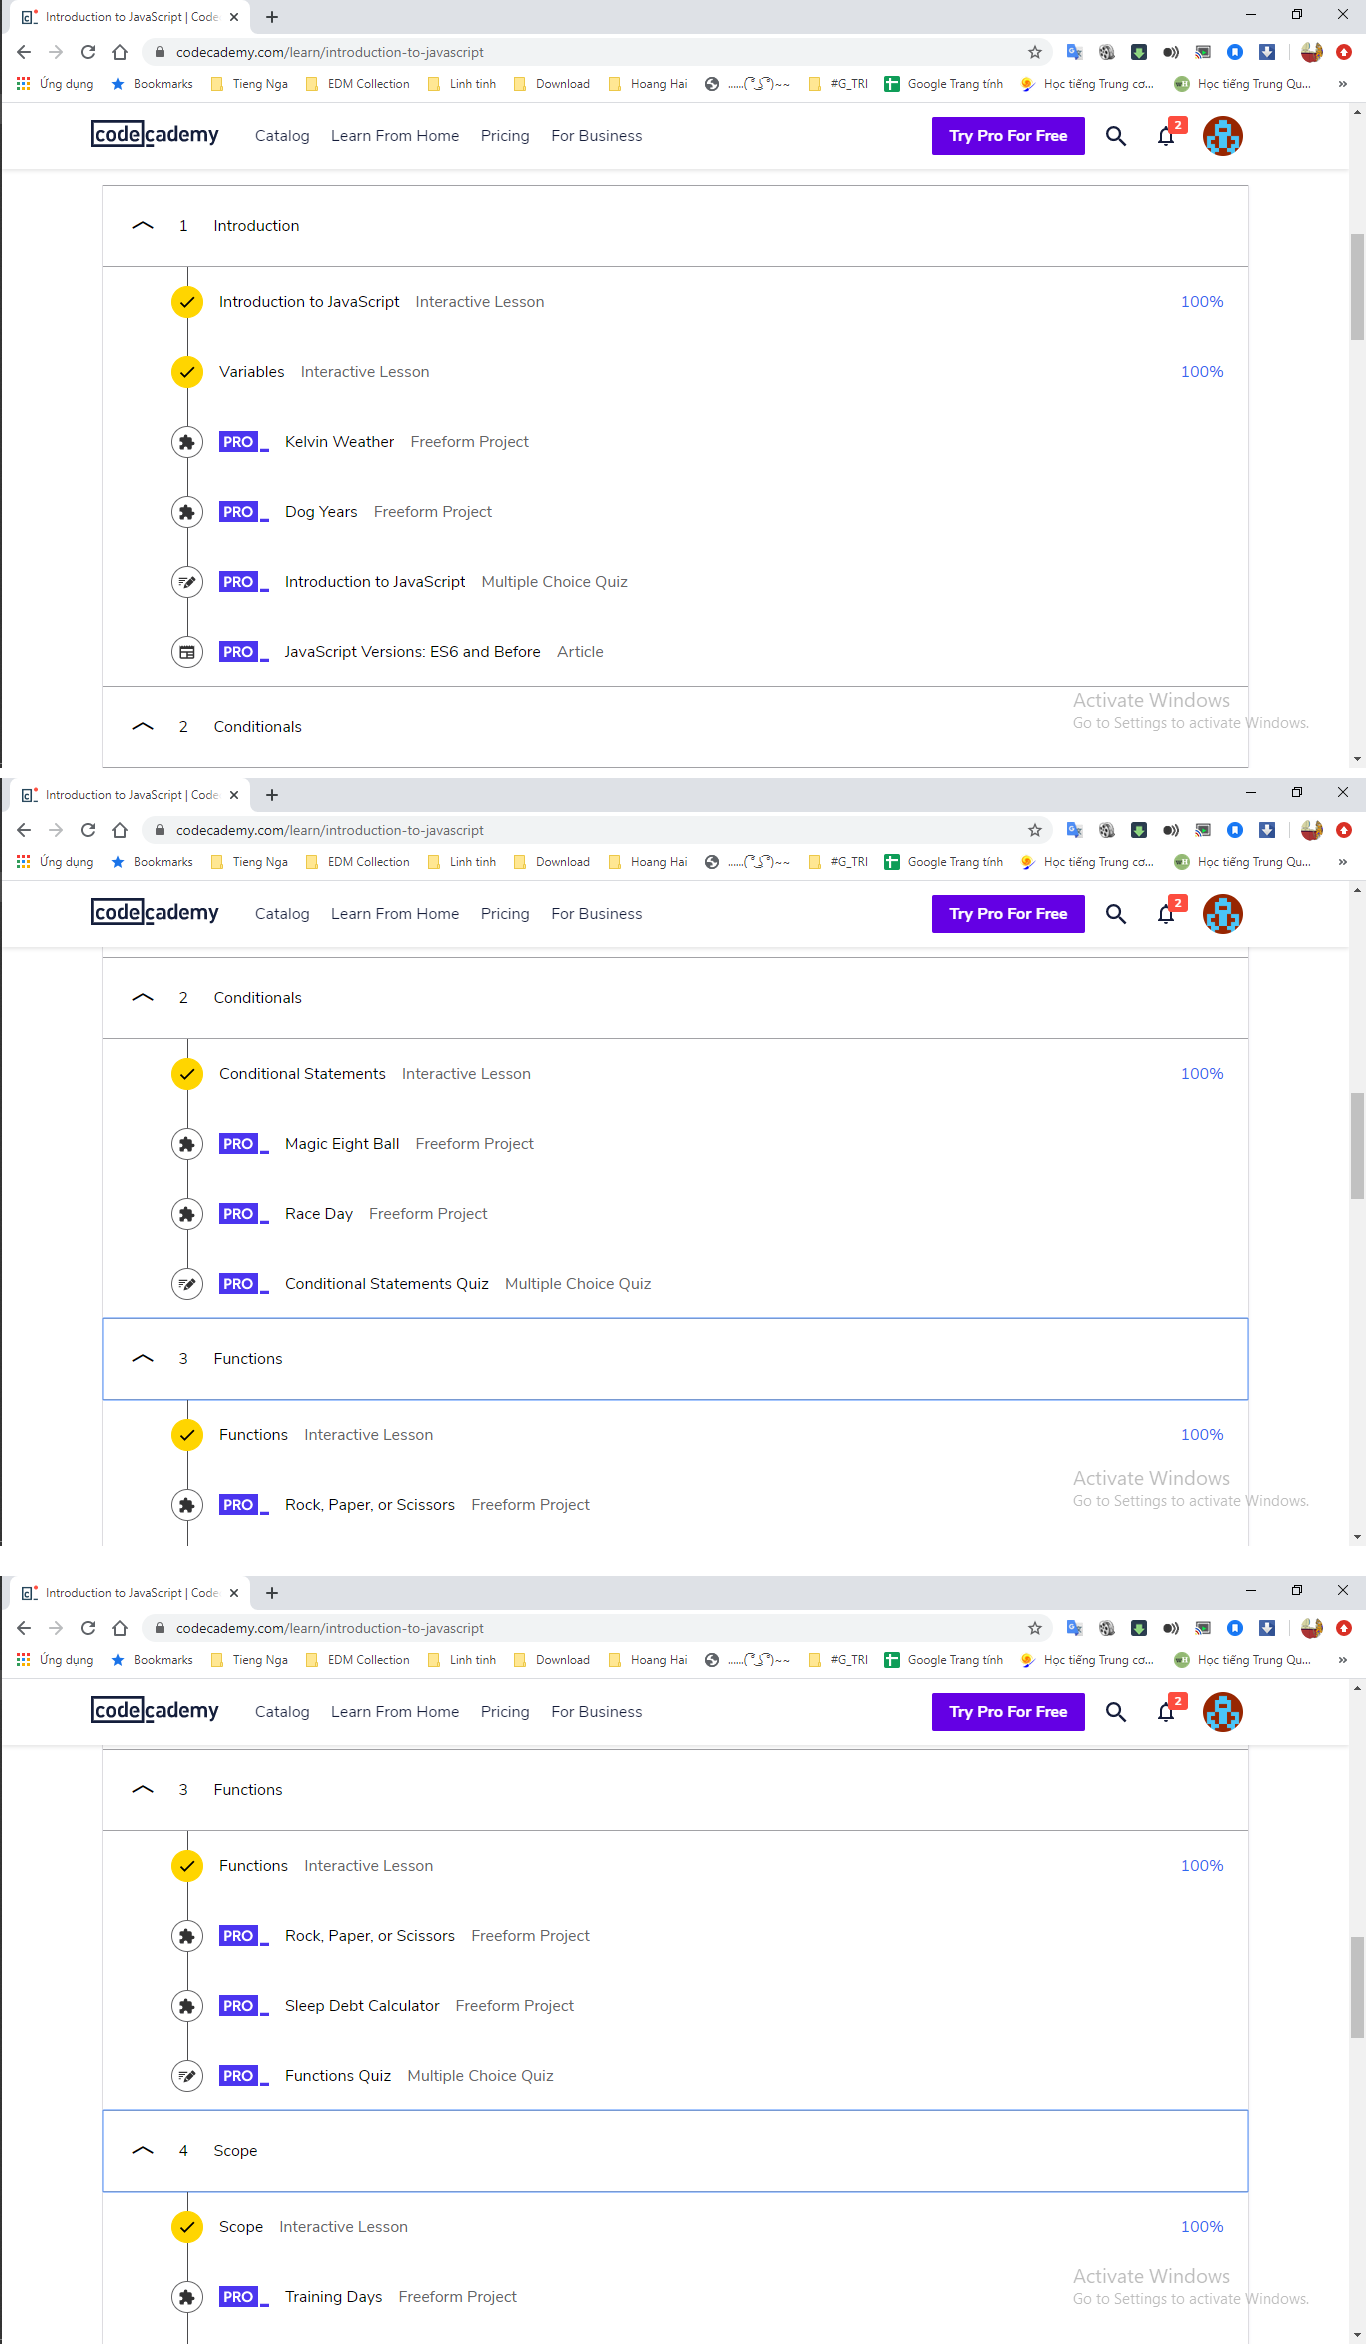 Introduction to JavaScript | Code
codecademy.com/learn/introduction-to-javascript
Ứng dụng Bookmarks Tieng Nga EDM Collection Linh tinh Download Hoang Hai #G_TRI Google Trang tính Học tiếng Trung cơ... Học tiếng Trung Qu... »
codecademy Catalog Learn From Home Pricing For Business Try Pro For Free 2
1 Introduction
Introduction to JavaScript Interactive Lesson 100%
Variables Interactive Lesson 100%
PRO_ Kelvin Weather Freeform Project
PRO_ Dog Years Freeform Project
PRO_ Introduction to JavaScript Multiple Choice Quiz
PRO_ JavaScript Versions: ES6 and Before Article
2 Conditionals
Activate Windows
Go to Settings to activate Windows.
Introduction to JavaScript | Code
codecademy.com/learn/introduction-to-javascript
Ứng dụng Bookmarks Tieng Nga EDM Collection Linh tinh Download Hoang Hai #G_TRI Google Trang tính Học tiếng Trung cơ... Học tiếng Trung Qu... »
codecademy Catalog Learn From Home Pricing For Business Try Pro For Free 2
2 Conditionals
Conditional Statements Interactive Lesson 100%
PRO_ Magic Eight Ball Freeform Project
PRO_ Race Day Freeform Project
PRO_ Conditional Statements Quiz Multiple Choice Quiz
3 Functions
Functions Interactive Lesson 100%
PRO_ Rock, Paper, or Scissors Freeform Project
Activate Windows
Go to Settings to activate Windows.
Introduction to JavaScript | Code
codecademy.com/learn/introduction-to-javascript
Ứng dụng Bookmarks Tieng Nga EDM Collection Linh tinh Download Hoang Hai #G_TRI Google Trang tính Học tiếng Trung cơ... Học tiếng Trung Qu... »
codecademy Catalog Learn From Home Pricing For Business Try Pro For Free 2
3 Functions
Functions Interactive Lesson 100%
PRO_ Rock, Paper, or Scissors Freeform Project
PRO_ Sleep Debt Calculator Freeform Project
PRO_ Functions Quiz Multiple Choice Quiz
4 Scope
Scope Interactive Lesson 100%
PRO_ Training Days Freeform Project
Activate Windows
Go to Settings to activate Windows.